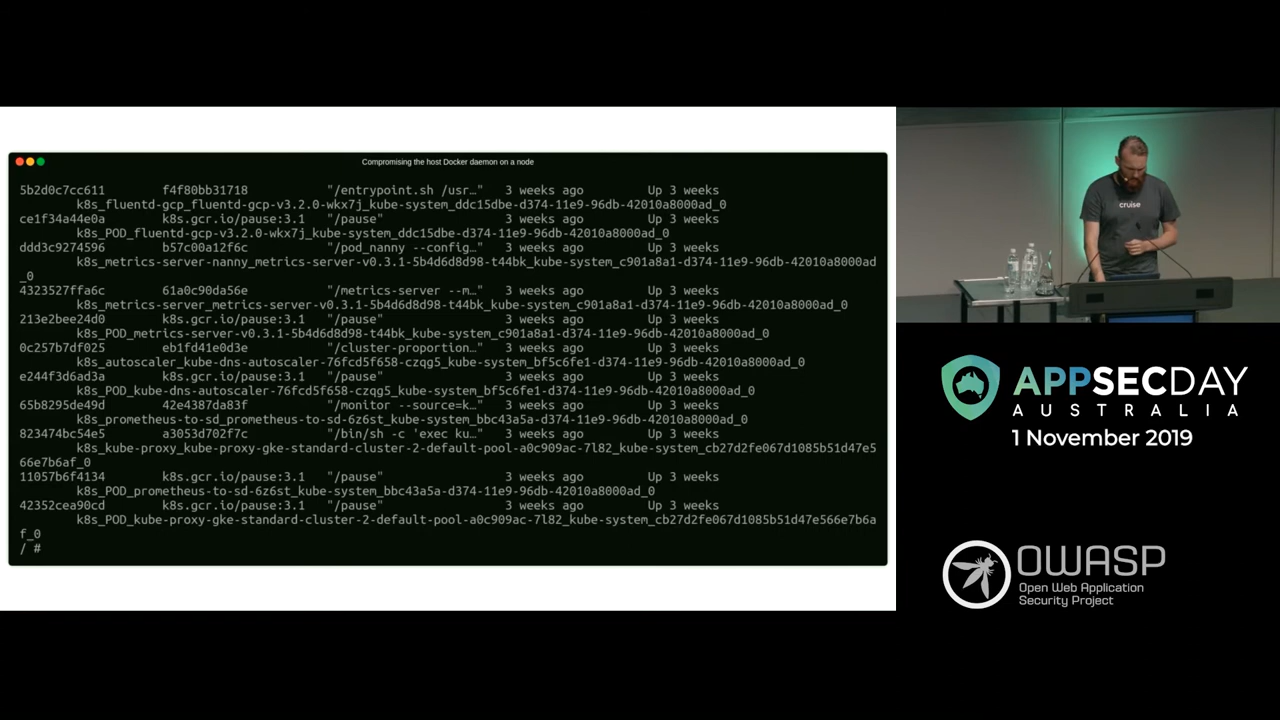 Compromising the host Docker daemon on a node
5b2d0c7cc611 f4f80bb31718 "/entrypoint.sh /usr…" 3 weeks ago Up 3 weeks
k8s_fluentd-gcp_fluentd-gcp-v3.2.0-wkx7j_kube-system_ddc15dbe-d374-11e9-96db-42010a8000ad_0
ce1f34a44e0a k8s.gcr.io/pause:3.1 "/pause" 3 weeks ago Up 3 weeks
k8s_POD_fluentd-gcp-v3.2.0-wkx7j_kube-system_ddc15dbe-d374-11e9-96db-42010a8000ad_0
ddd3c9274596 b57c00a12f6c "/pod_nanny --config…" 3 weeks ago Up 3 weeks
k8s_metrics-server-nanny_metrics-server-v0.3.1-5b4d6d8d98-t44bk_kube-system_c901a8a1-d374-11e9-96db-42010a8000ad
_0
4323527ffa6c 61a0c90da56e "/metrics-server --m…" 3 weeks ago Up 3 weeks
k8s_metrics-server_metrics-server-v0.3.1-5b4d6d8d98-t44bk_kube-system_c901a8a1-d374-11e9-96db-42010a8000ad_0
213e2bee24d0 k8s.gcr.io/pause:3.1 "/pause" 3 weeks ago Up 3 weeks
k8s_POD_metrics-server-v0.3.1-5b4d6d8d98-t44bk_kube-system_c901a8a1-d374-11e9-96db-42010a8000ad_0
0c257b7df025 eb1fd41e0d3e "/cluster-proportion…" 3 weeks ago Up 3 weeks
k8s_autoscaler_kube-dns-autoscaler-76fcd5f658-czqg5_kube-system_bf5c6fe1-d374-11e9-96db-42010a8000ad_0
e244f3d6ad3a k8s.gcr.io/pause:3.1 "/pause" 3 weeks ago Up 3 weeks
k8s_POD_kube-dns-autoscaler-76fcd5f658-czqg5_kube-system_bf5c6fe1-d374-11e9-96db-42010a8000ad_0
65b8295de49d 42e4387da83f "/monitor --source=k…" 3 weeks ago Up 3 weeks
k8s_prometheus-to-sd_prometheus-to-sd-6z6st_kube-system_bbc43a5a-d374-11e9-96db-42010a8000ad_0
823474bc54e5 a3053d702f7c "/bin/sh -c 'exec ku…" 3 weeks ago Up 3 weeks
k8s_kube-proxy_kube-proxy-gke-standard-cluster-2-default-pool-a0c909ac-7l82_kube-system_cb27d2fe067d1085b51d47e5
66e7b6af_0
11057b6f4134 k8s.gcr.io/pause:3.1 "/pause" 3 weeks ago Up 3 weeks
k8s_POD_prometheus-to-sd-6z6st_kube-system_bbc43a5a-d374-11e9-96db-42010a8000ad_0
42352cea90cd k8s.gcr.io/pause:3.1 "/pause" 3 weeks ago Up 3 weeks
k8s_POD_kube-proxy-gke-standard-cluster-2-default-pool-a0c909ac-7l82_kube-system_cb27d2fe067d1085b51d47e566e7b6a
f_0
/ #
cruise
APPSECDAY
AUSTRALIA
1 November 2019
OWASP
Open Web Application
Security Project